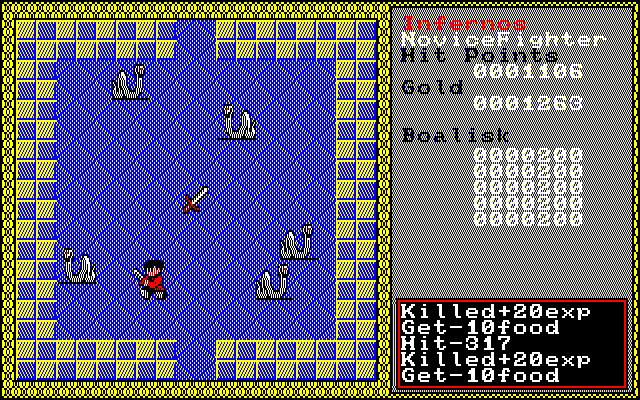 Infernos
NoviceFighter
Hit Points
0001106
Gold
0001263
Boalisk
0000200
0000200
0000200
0000200
0000200
Killed+20exp
Get-10food
Hit-317
Killed+20exp
Get-10food